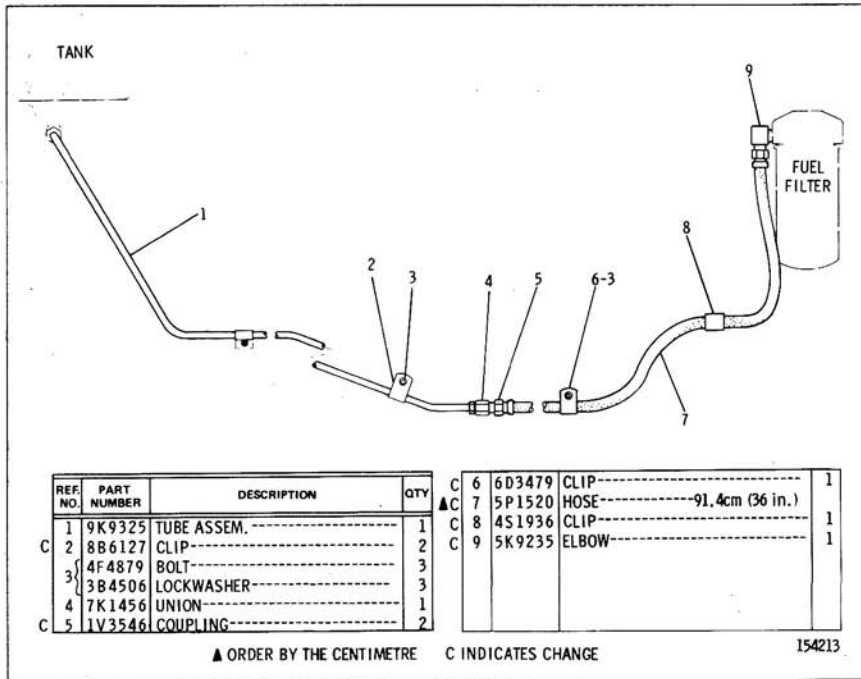 TANK
9
FUEL
FILTER
1
8
2
3
4
5
6-3
7
REF. NO. PART NUMBER DESCRIPTION QTY
1 9K9325 TUBE ASSEM. 1
C 2 8B6127 CLIP 2
3 4F4879 BOLT 3
3B4506 LOCKWASHER 3
4 7K1456 UNION 1
C 5 1V3546 COUPLING 2
C 6 6D3479 CLIP 1
▲C 7 5P1520 HOSE 91.4cm (36 in.)
C 8 4S1936 CLIP 1
C 9 5K9235 ELBOW 1
▲ ORDER BY THE CENTIMETRE C INDICATES CHANGE
154213